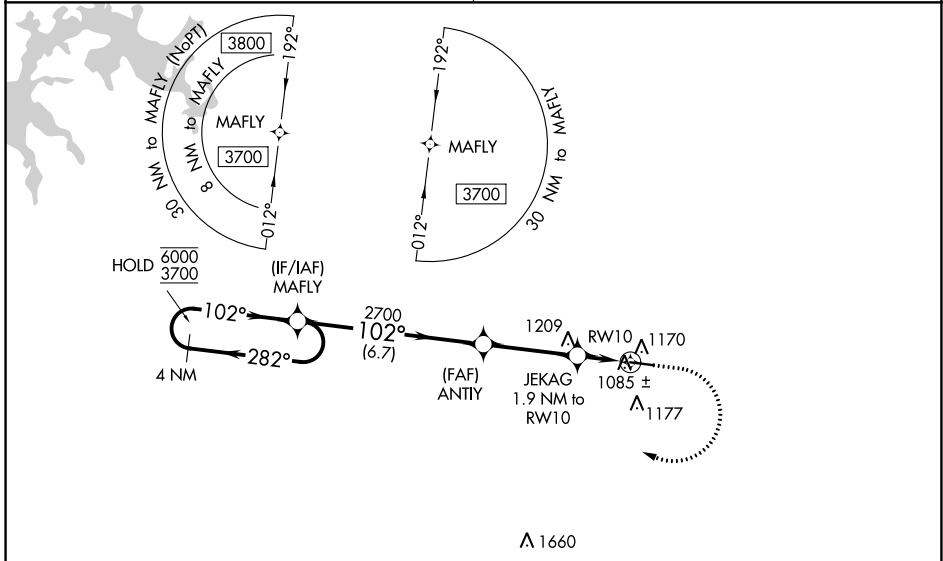 30 NM to MAFLY (NoPT)
8 NM to MAFLY
3800
192°
MAFLY
3700
012°
192°
MAFLY
3700
012°
30 NM to MAFLY
HOLD 6000
3700
(IF/IAF)
MAFLY
102°
282°
4 NM
2700
102°
(6.7)
(FAF)
ANTIY
1209
JEKAG
1.9 NM to
RW10
RW10
1170
1085 ±
1177
1660